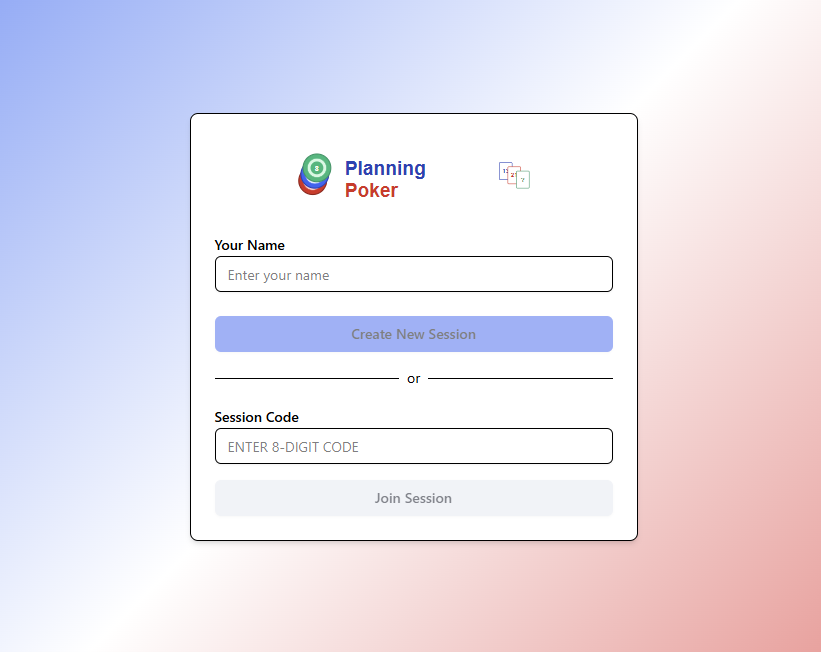 Planning
Poker
Your Name
Enter your name
Create New Session
or
Session Code
ENTER 8-DIGIT CODE
Join Session